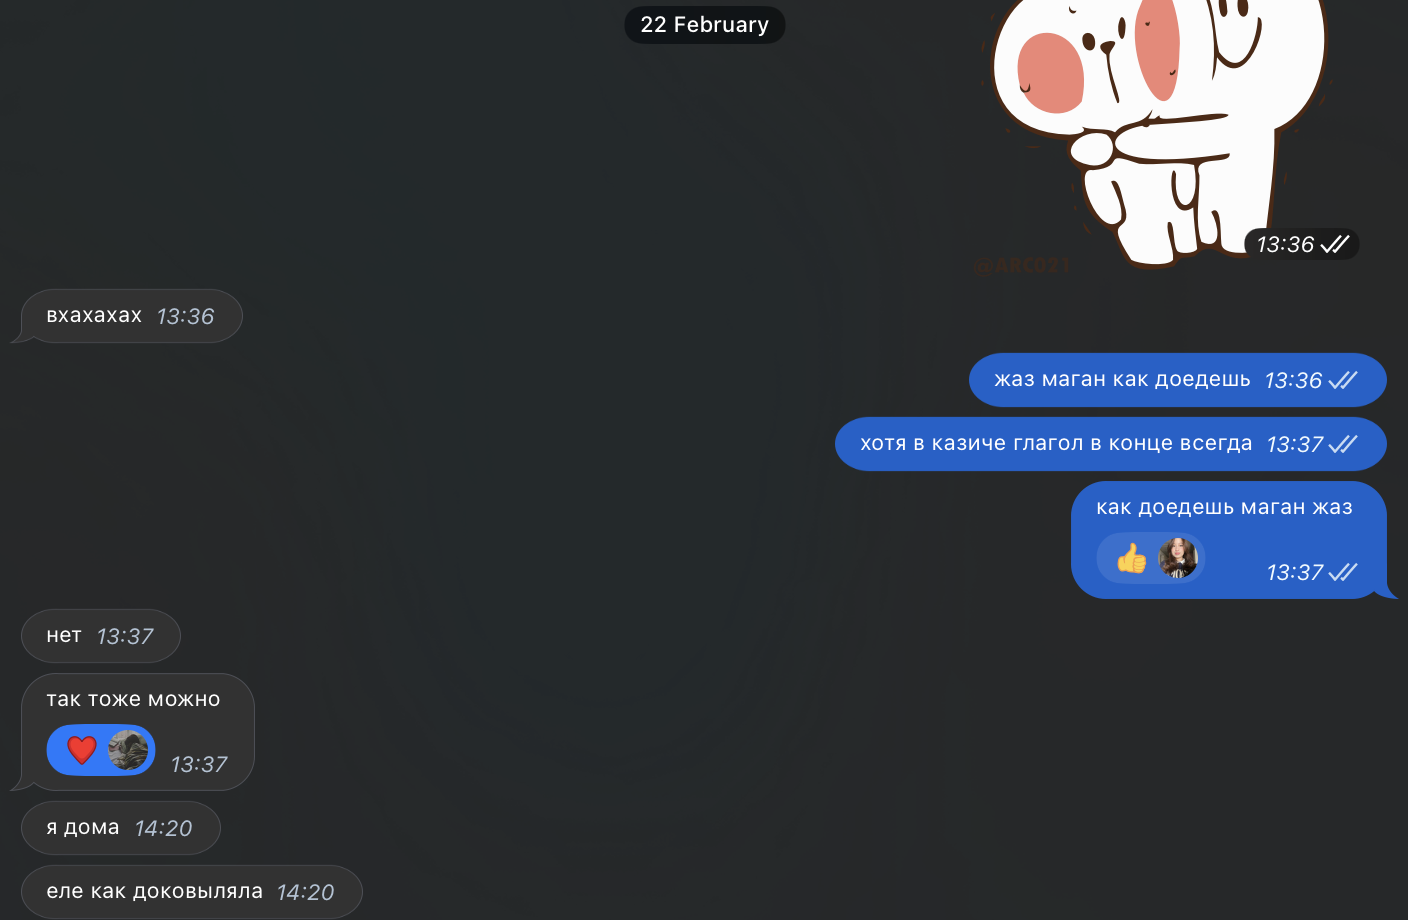 22 February
13:36
@ARC021
вхахахах 13:36
жаз маган как доедешь 13:36
хотя в казиче глагол в конце всегда 13:37
как доедешь маган жаз
13:37
нет 13:37
так тоже можно
13:37
я дома 14:20
еле как доковыляла 14:20